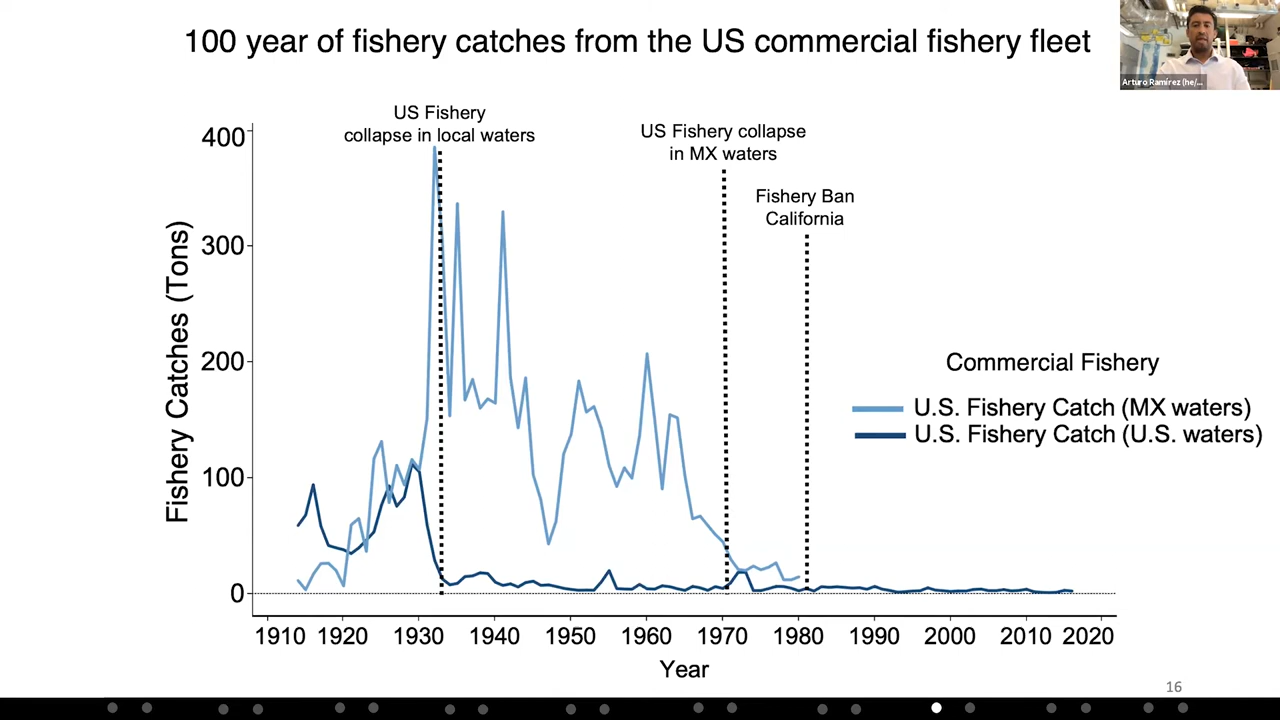 100 year of fishery catches from the US commercial fishery fleet
Arturo Ramírez (he/...
US Fishery
collapse in local waters
US Fishery collapse
in MX waters
Fishery Ban
California
Fishery Catches (Tons)
400
300
200
100
0
Commercial Fishery
U.S. Fishery Catch (MX waters)
U.S. Fishery Catch (U.S. waters)
1910 1920 1930 1940 1950 1960 1970 1980 1990 2000 2010 2020
Year
16